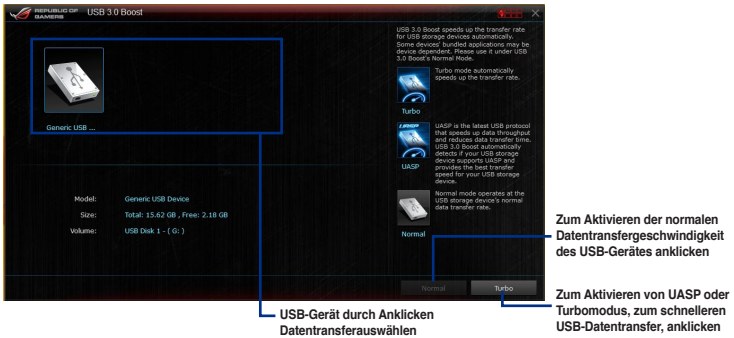 REPUBLIC OF
GAMERS
USB 3.0 Boost
Generic USB ...
Model: Generic USB Device
Size: Total: 15.62 GB , Free: 2.18 GB
Volume: USB Disk 1 - ( G: )
USB 3.0 Boost speeds up the transfer rate
for USB storage devices automatically.
Some devices' bundled applications may be
device dependent. Please use it under USB
3.0 Boost's Normal Mode.
Turbo mode automatically
speeds up the transfer rate.
Turbo
UASP is the latest USB protocol
that speeds up data throughput
and reduces data transfer time.
USB 3.0 Boost automatically
detects if your USB storage
device supports UASP and
provides the best transfer
speed for your USB storage
device.
UASP
UASP
Normal mode operates at the
USB storage device's normal
data transfer rate.
Normal
Normal
Turbo
Zum Aktivieren der normalen
Datentransfergeschwindigkeit
des USB-Gerätes anklicken
Zum Aktivieren von UASP oder
Turbomodus, zum schnelleren
USB-Datentransfer, anklicken
USB-Gerät durch Anklicken
Datentransferauswählen